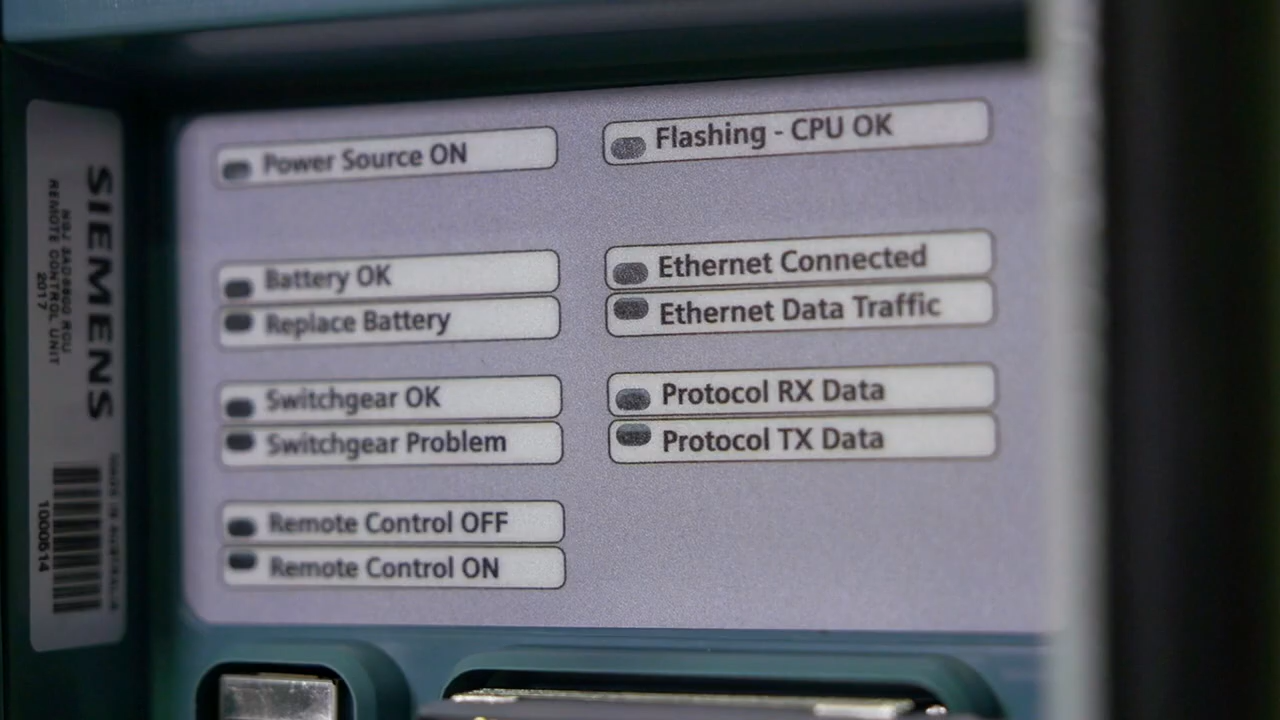 SIEMENS
REMOTE CONTROL UNIT
2017
1000614
Power Source ON
Battery OK
Replace Battery
Switchgear OK
Switchgear Problem
Remote Control OFF
Remote Control ON
Flashing - CPU OK
Ethernet Connected
Ethernet Data Traffic
Protocol RX Data
Protocol TX Data